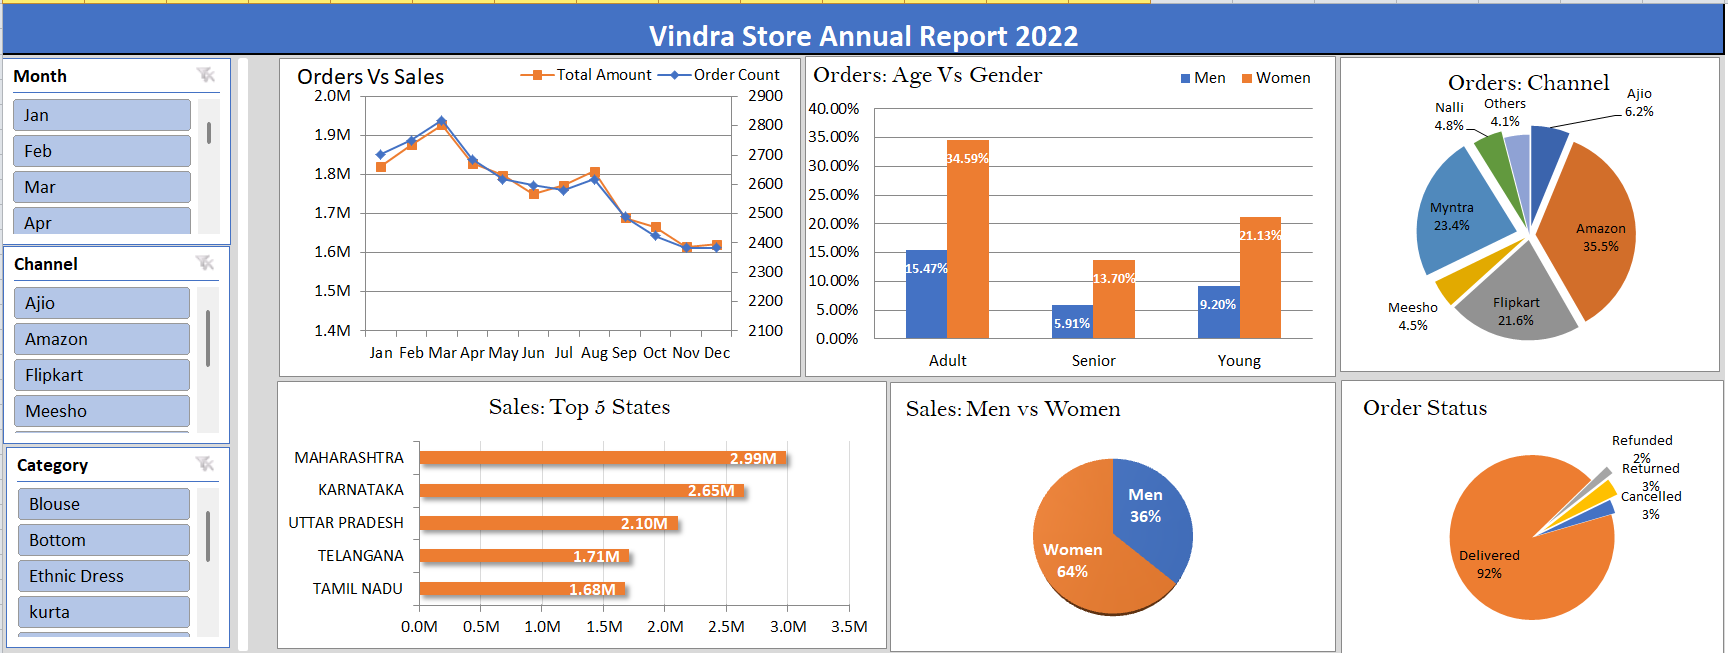 Vindra Store Annual Report 2022
Month
Jan
Feb
Mar
Apr
Channel
Ajio
Amazon
Flipkart
Meesho
Category
Blouse
Bottom
Ethnic Dress
kurta
Orders Vs Sales
Total Amount
Order Count
2.0M
1.9M
1.8M
1.7M
1.6M
1.5M
1.4M
2900
2800
2700
2600
2500
2400
2300
2200
2100
Jan Feb Mar Apr May Jun Jul Aug Sep Oct Nov Dec
Orders: Age Vs Gender
Men
Women
40.00%
35.00%
30.00%
25.00%
20.00%
15.00%
10.00%
5.00%
0.00%
15.47%
34.59%
5.91%
13.70%
9.20%
21.13%
Adult
Senior
Young
Orders: Channel
Ajio
6.2%
Amazon
35.5%
Flipkart
21.6%
Meesho
4.5%
Myntra
23.4%
Nalli
4.8%
Others
4.1%
Sales: Top 5 States
MAHARASHTRA
2.99M
KARNATAKA
2.65M
UTTAR PRADESH
2.10M
TELANGANA
1.71M
TAMIL NADU
1.68M
0.0M 0.5M 1.0M 1.5M 2.0M 2.5M 3.0M 3.5M
Sales: Men vs Women
Men
36%
Women
64%
Order Status
Refunded
2%
Returned
3%
Cancelled
3%
Delivered
92%